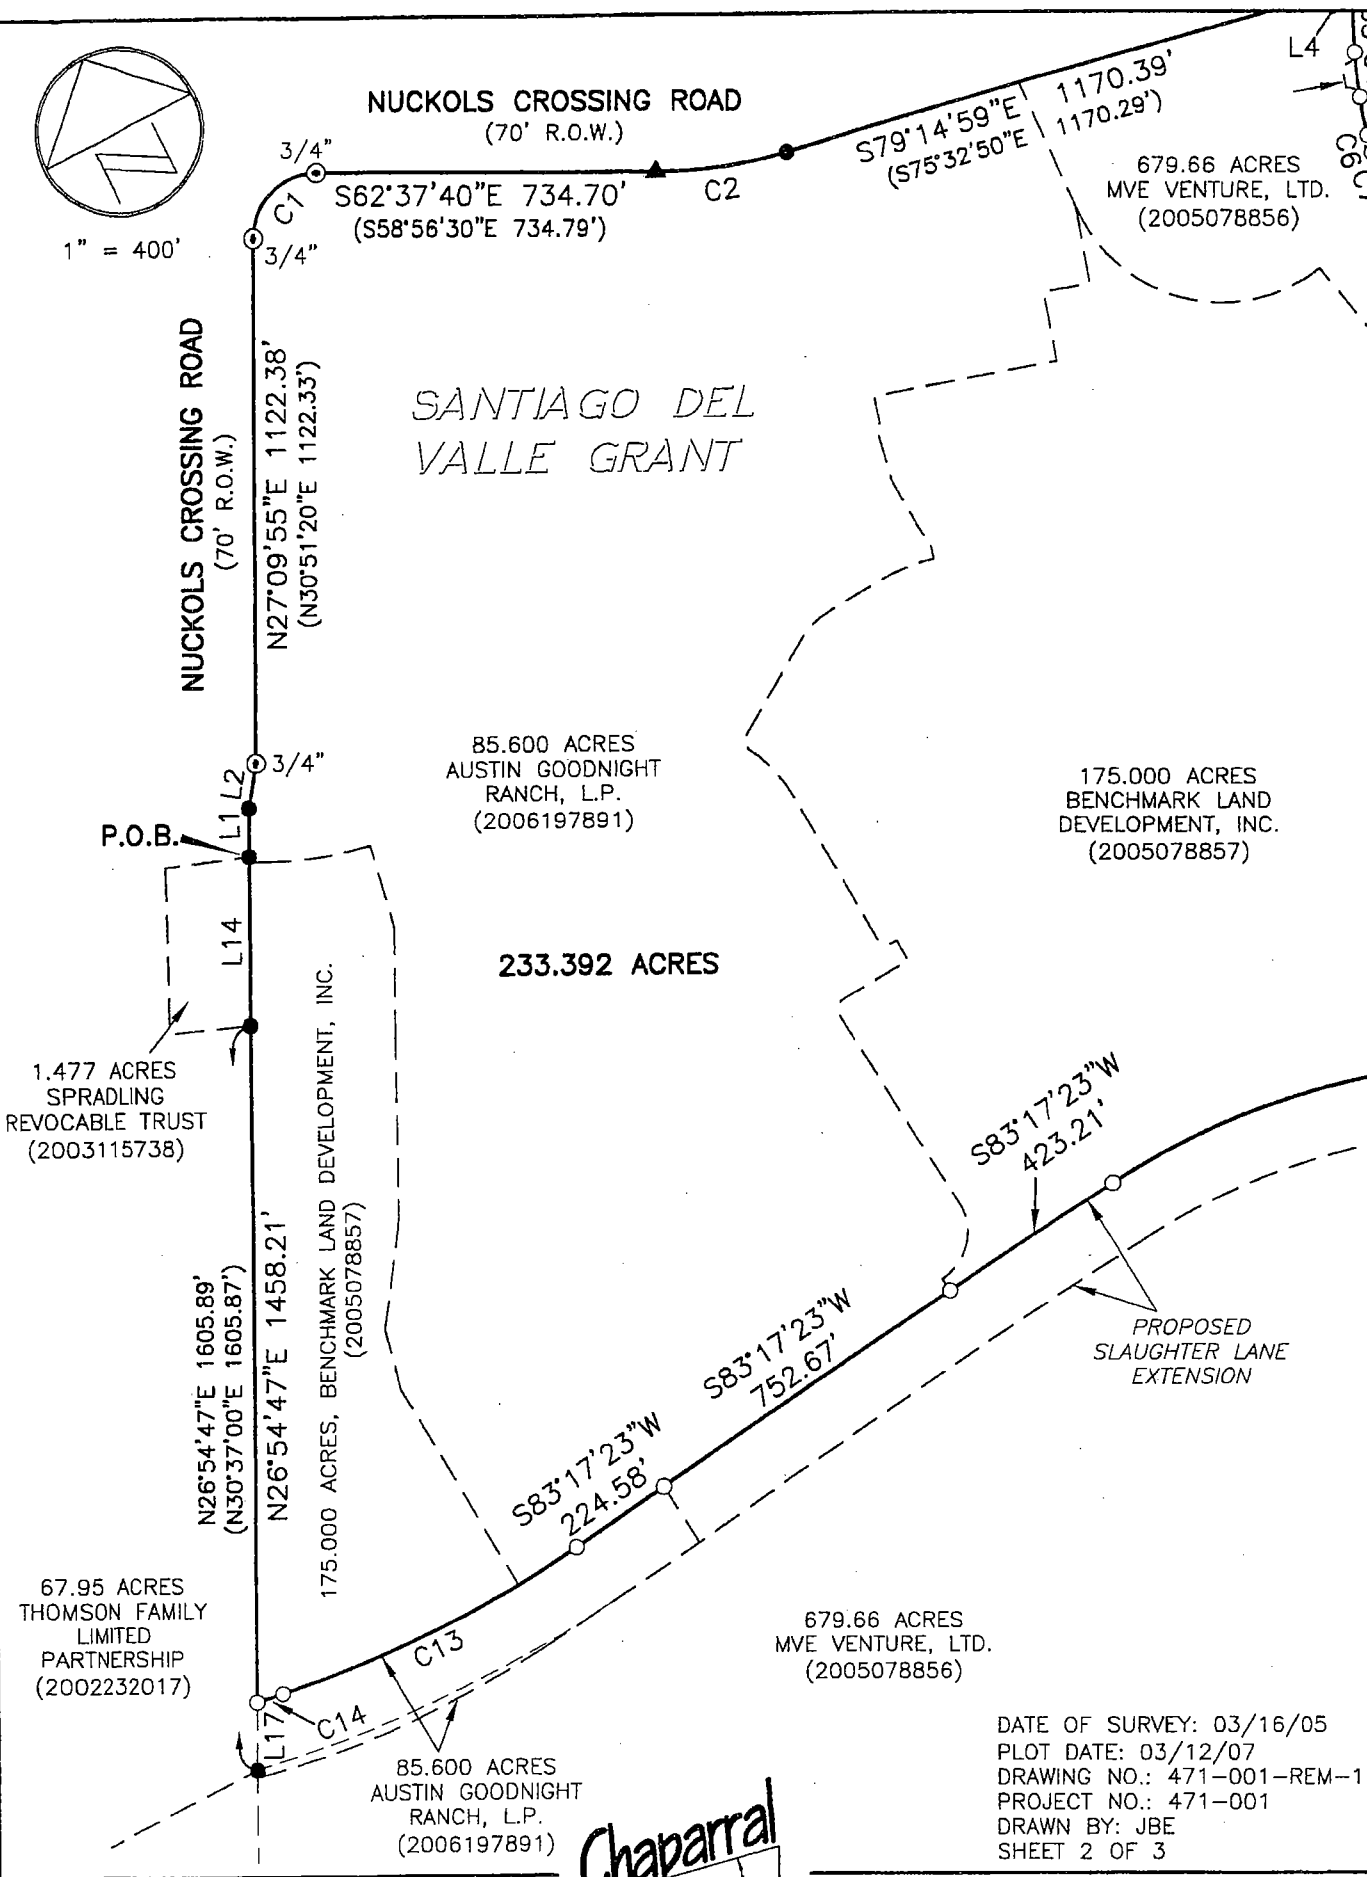 NUCKOLS CROSSING ROAD
(70' R.O.W.)
1" = 400'
3/4"
C1
3/4"
S62°37'40"E 734.70'
(S58°56'30"E 734.79')
C2
S79°14'59"E 1170.39'
(S75°32'50"E 1170.29')
L4
C6
679.66 ACRES
MVE VENTURE, LTD.
(2005078856)
NUCKOLS CROSSING ROAD
(70' R.O.W.)
N27°09'55"E 1122.38'
(N30°51'20"E 1122.33')
SANTIAGO DEL
VALLE GRANT
3/4"
L2
L1
P.O.B.
L14
85.600 ACRES
AUSTIN GOODNIGHT
RANCH, L.P.
(2006197891)
175.000 ACRES
BENCHMARK LAND
DEVELOPMENT, INC.
(2005078857)
233.392 ACRES
1.477 ACRES
SPRADLING
REVOCABLE TRUST
(2003115738)
175.000 ACRES, BENCHMARK LAND DEVELOPMENT, INC.
(2005078857)
N26°54'47"E 1605.89'
(N30°37'00"E 1605.87')
N26°54'47"E 1458.21'
S83°17'23"W
423.21'
S83°17'23"W
752.67'
S83°17'23"W
224.58'
PROPOSED
SLAUGHTER LANE
EXTENSION
67.95 ACRES
THOMSON FAMILY
LIMITED
PARTNERSHIP
(2002232017)
C13
C14
L17
85.600 ACRES
AUSTIN GOODNIGHT
RANCH, L.P.
(2006197891)
679.66 ACRES
MVE VENTURE, LTD.
(2005078856)
Chaparral
DATE OF SURVEY: 03/16/05
PLOT DATE: 03/12/07
DRAWING NO.: 471-001-REM-1
PROJECT NO.: 471-001
DRAWN BY: JBE
SHEET 2 OF 3